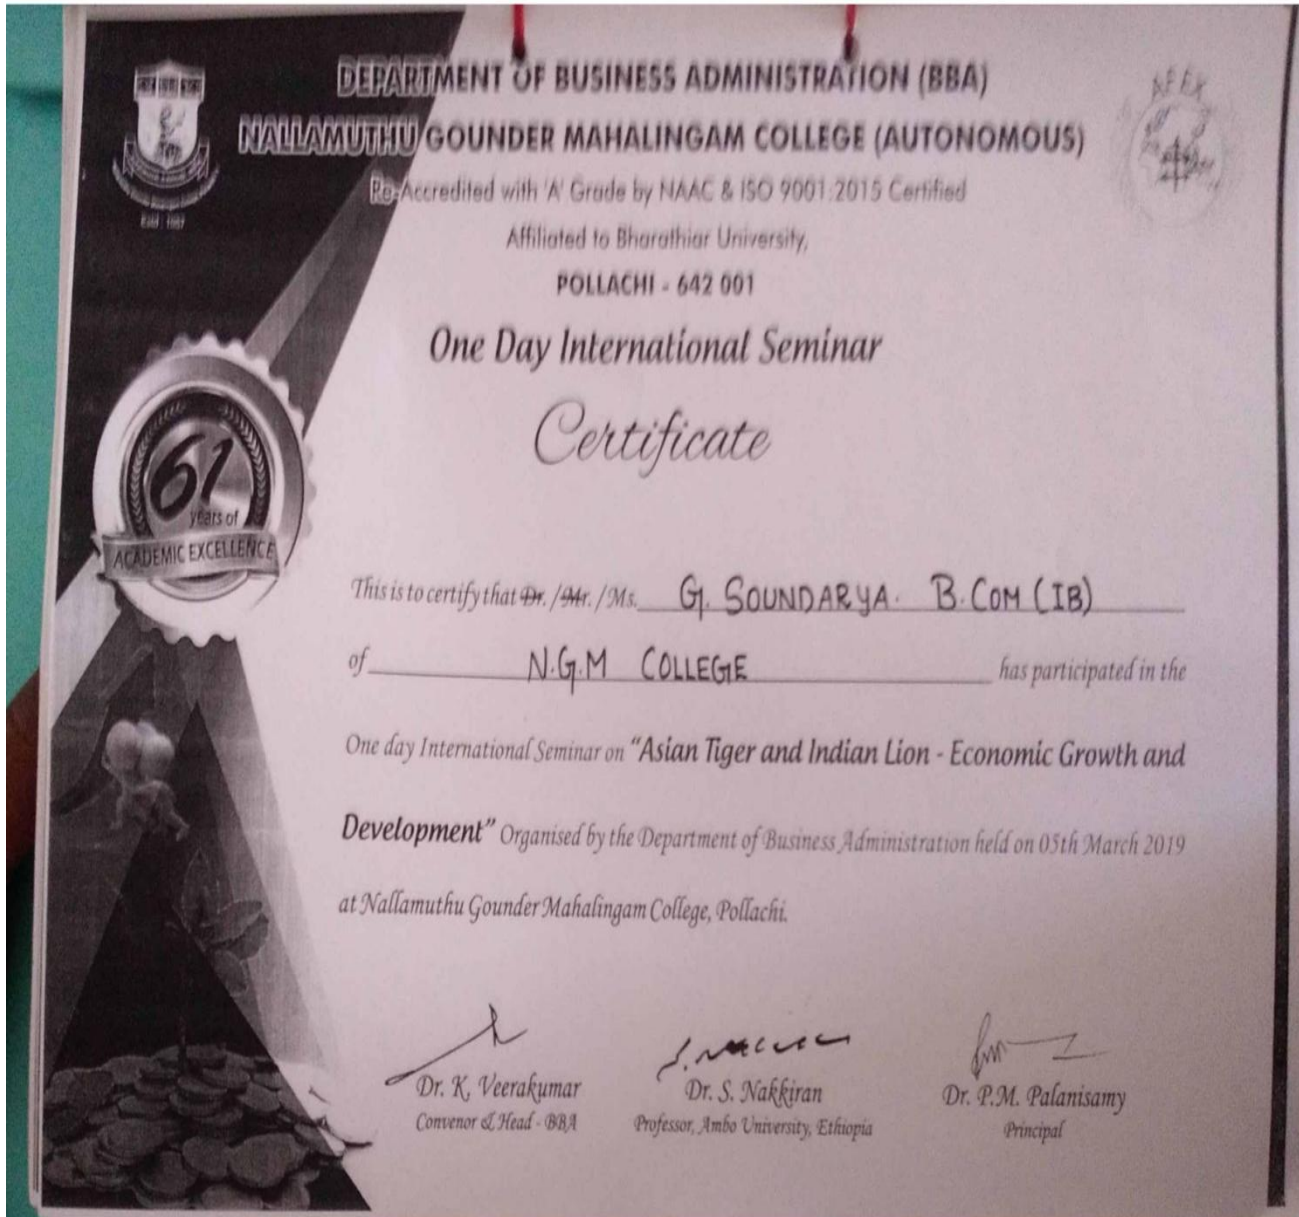 DEPARTMENT OF BUSINESS ADMINISTRATION (BBA)
NALLAMUTHU GOUNDER MAHALINGAM COLLEGE (AUTONOMOUS)
Re-Accredited with 'A' Grade by NAAC & ISO 9001:2015 Certified
Affiliated to Bharathiar University,
POLLACHI - 642 001
One Day International Seminar
Certificate
61
years of
ACADEMIC EXCELLENCE
This is to certify that Dr. /Mr. /Ms. G. SOUNDARYA. B.COM (IB)
of N.G.M COLLEGE has participated in the
One day International Seminar on "Asian Tiger and Indian Lion - Economic Growth and
Development" Organised by the Department of Business Administration held on 05th March 2019
at Nallamuthu Gounder Mahalingam College, Pollachi.
Dr. K. Veerakumar
Convenor & Head - BBA
Dr. S. Nakkiran
Professor, Ambo University, Ethiopia
Dr. P.M. Palanisamy
Principal